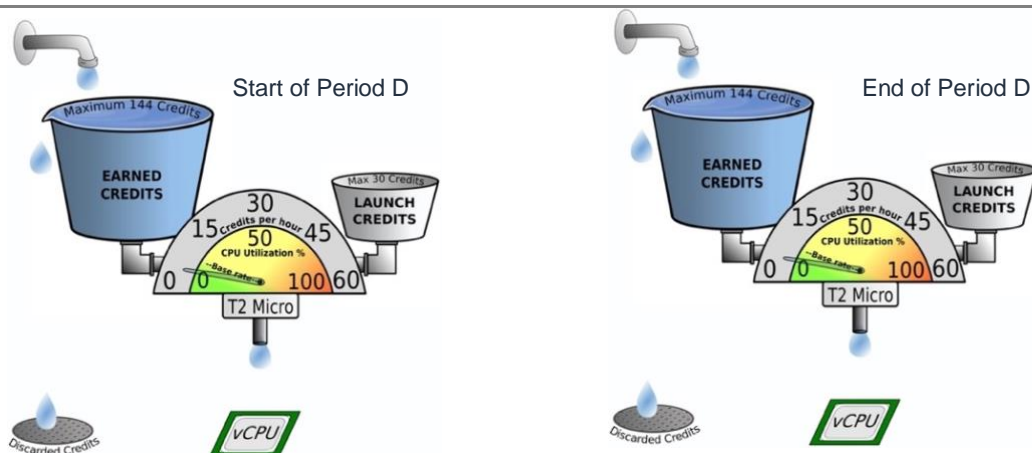 Start of Period D
Maximum 144 Credits
EARNED
CREDITS
Max 30 Credits
LAUNCH
CREDITS
0 15 30 45 60
Credits per hour
0 50 100
CPU Utilization %
--Base rate--
T2 Micro
Discarded Credits
vCPU
End of Period D
Maximum 144 Credits
EARNED
CREDITS
Max 30 Credits
LAUNCH
CREDITS
0 15 30 45 60
Credits per hour
0 50 100
CPU Utilization %
--Base rate--
T2 Micro
Discarded Credits
vCPU